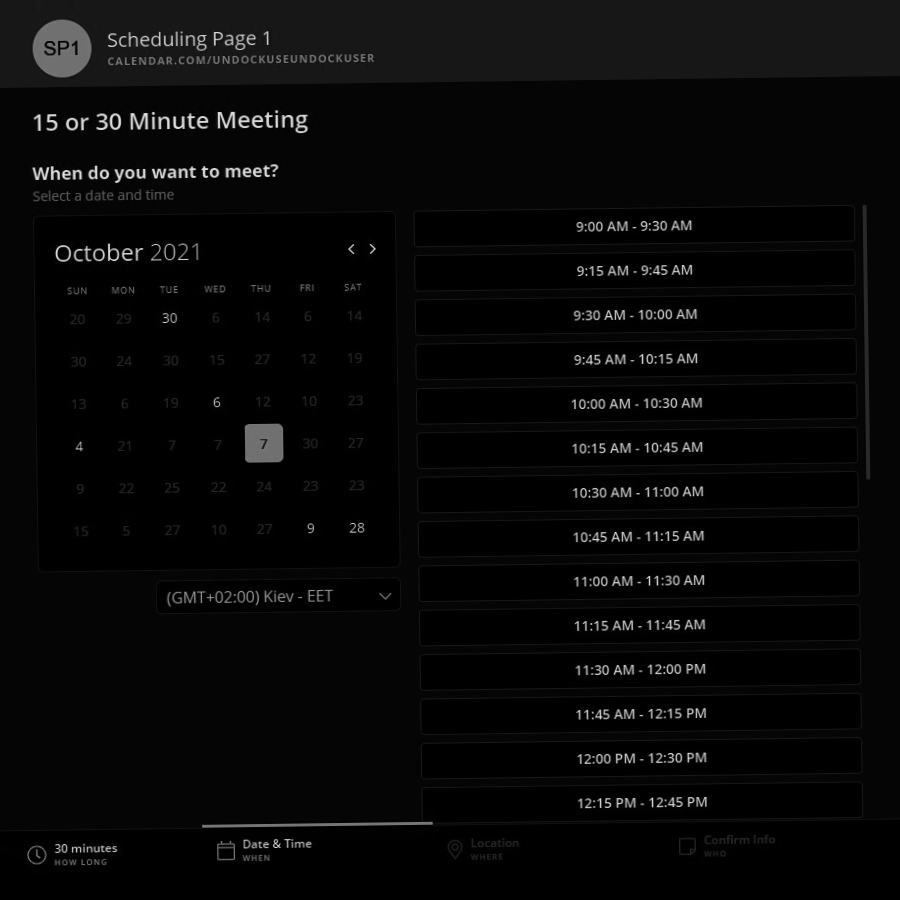 SP1
Scheduling Page 1
CALENDAR.COM/UNDOCKUSEUNDOCKUSER
15 or 30 Minute Meeting
When do you want to meet?
Select a date and time
October 2021
SUN MON TUE WED THU FRI SAT
20 29 30 6 14 6 14
30 24 30 15 27 12 19
13 6 19 6 12 10 23
4 21 7 7 7 30 27
9 22 25 22 24 23 23
15 5 27 10 27 9 28
(GMT+02:00) Kiev - EET
9:00 AM - 9:30 AM
9:15 AM - 9:45 AM
9:30 AM - 10:00 AM
9:45 AM - 10:15 AM
10:00 AM - 10:30 AM
10:15 AM - 10:45 AM
10:30 AM - 11:00 AM
10:45 AM - 11:15 AM
11:00 AM - 11:30 AM
11:15 AM - 11:45 AM
11:30 AM - 12:00 PM
11:45 AM - 12:15 PM
12:00 PM - 12:30 PM
12:15 PM - 12:45 PM
30 minutes
HOW LONG
Date & Time
WHEN
Location
WHERE
Confirm Info
WHO